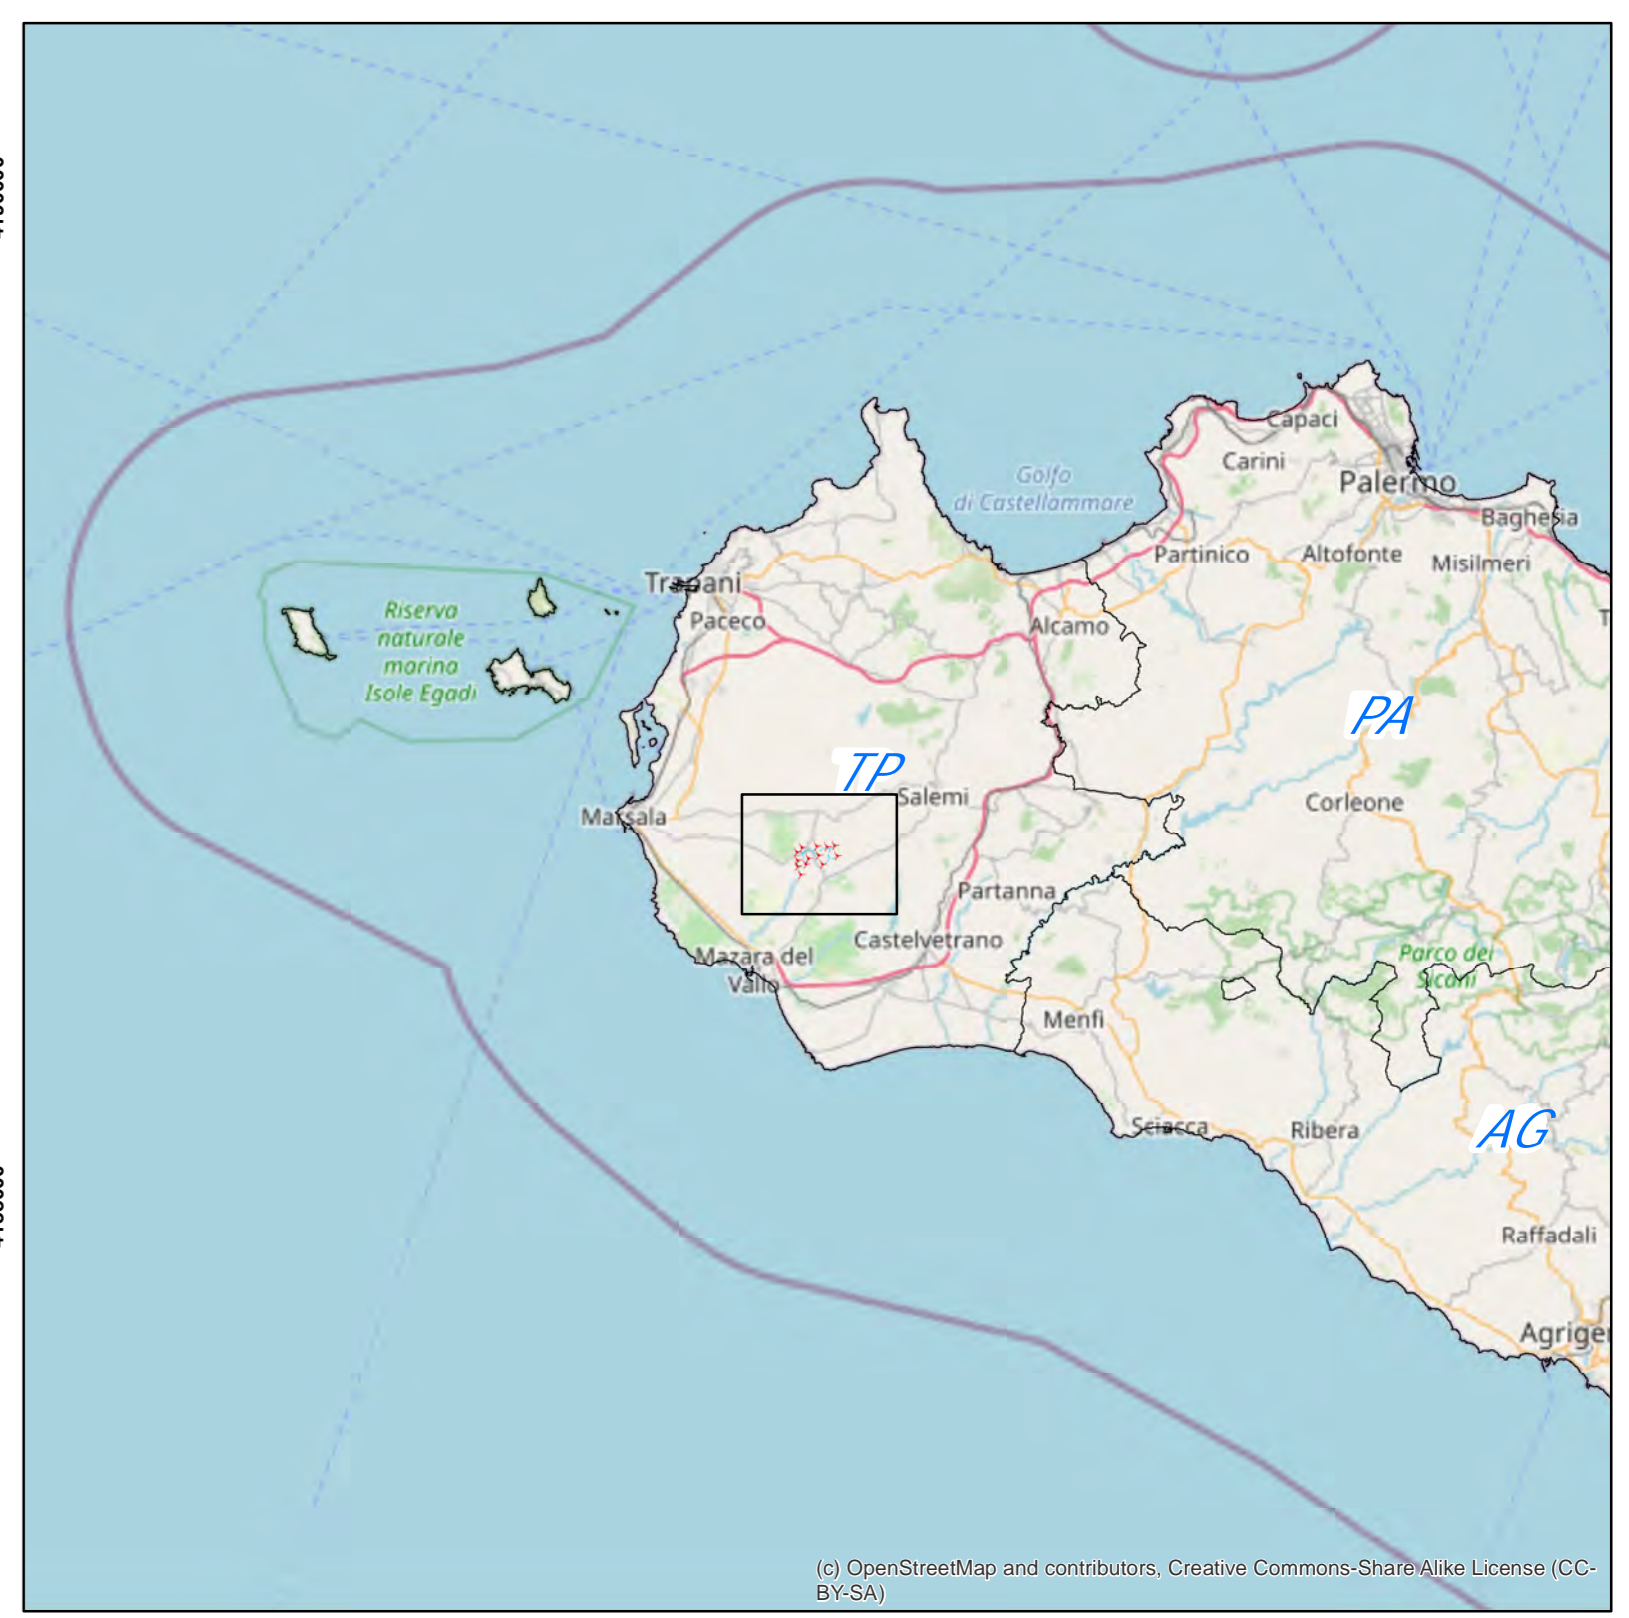 Capaci
Carini
Golfo
di Castellammare
Palermo
Bagheria
Partinico
Altofonte
Misilmeri
Trapani
Riserva
naturale
marina
Isole Egadi
Paceco
Alcamo
PA
TP
Salemi
Corleone
Marsala
Partanna
Castelvetrano
Mazara del
Vallo
Parco dei
Sicani
Menfi
Sciacca
Ribera
AG
Raffadali
Agrige
(c) OpenStreetMap and contributors, Creative Commons-Share Alike License (CC-
BY-SA)